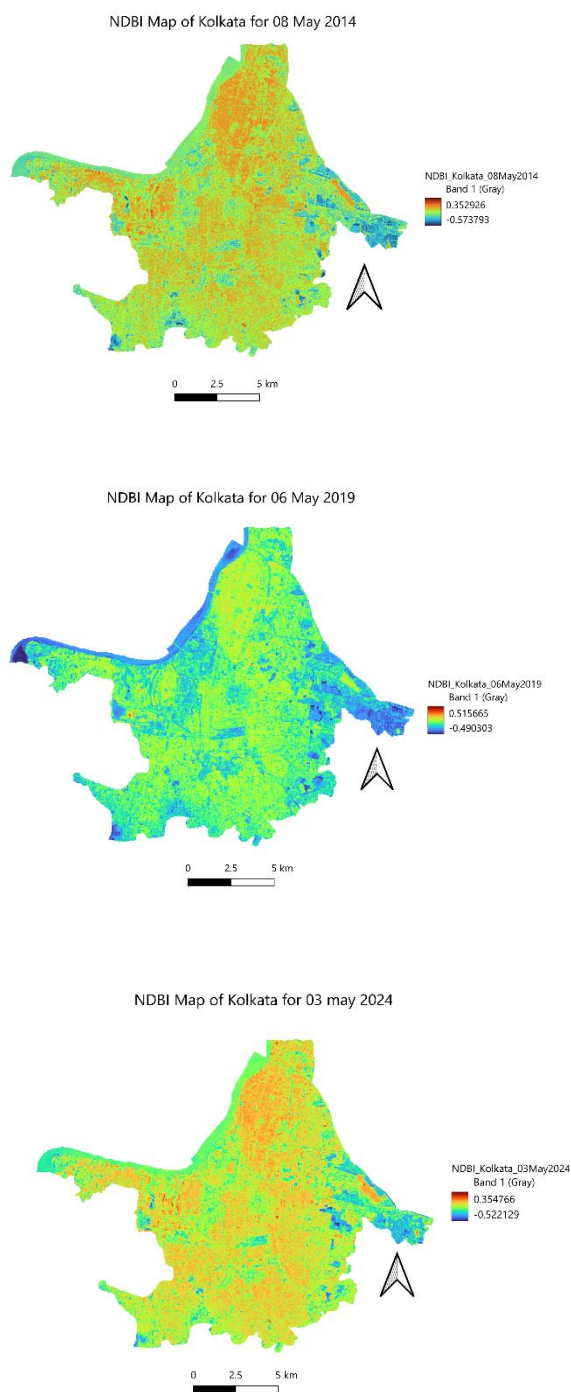 NDBI Map of Kolkata for 08 May 2014
NDBI_Kolkata_08May2014
Band 1 (Gray)
0.352926
-0.573793
0 2.5 5 km
NDBI Map of Kolkata for 06 May 2019
NDBI_Kolkata_06May2019
Band 1 (Gray)
0.515665
-0.490303
0 2.5 5 km
NDBI Map of Kolkata for 03 may 2024
NDBI_Kolkata_03May2024
Band 1 (Gray)
0.354766
-0.522129
0 2.5 5 km